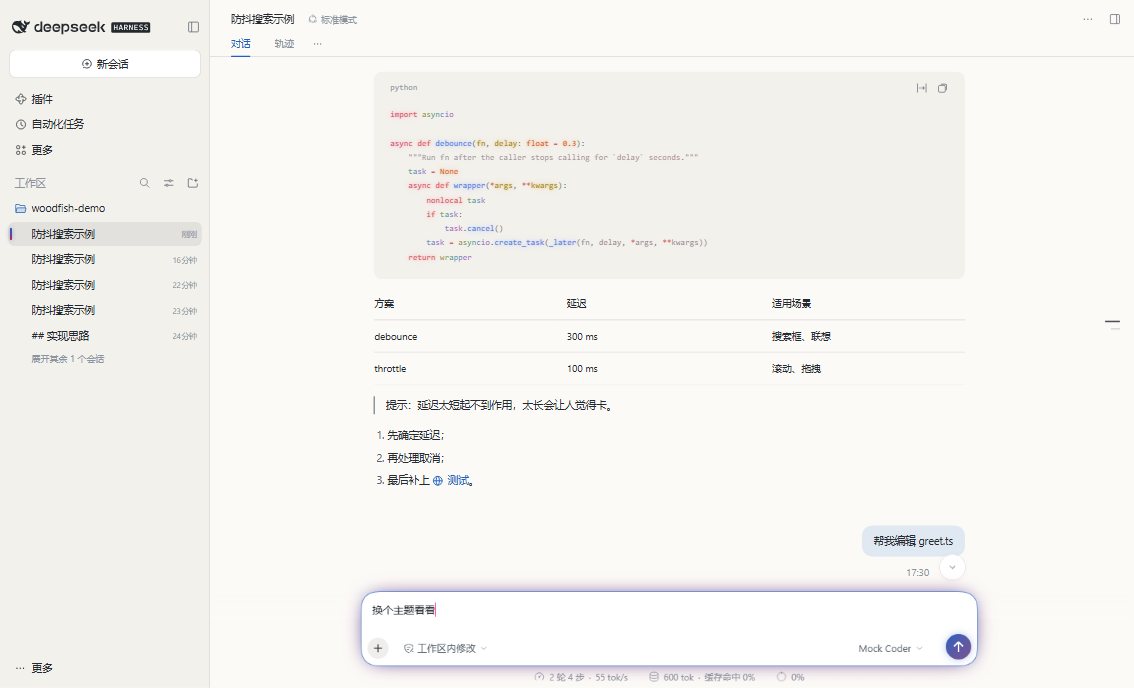 deepseek HARNESS
新会话
插件
自动化任务
更多
工作区
woodfish-demo
防抖搜索示例 刚刚
防抖搜索示例 16分钟
防抖搜索示例 22分钟
防抖搜索示例 23分钟
## 实现思路 24分钟
展开其余 1 个会话
更多
防抖搜索示例 标准模式
对话 轨迹
python
import asyncio
async def debounce(fn, delay: float = 0.3):
"""Run fn after the caller stops calling for `delay` seconds."""
task = None
async def wrapper(*args, **kwargs):
nonlocal task
if task:
task.cancel()
task = asyncio.create_task(_later(fn, delay, *args, **kwargs))
return wrapper
方案 延迟 适用场景
debounce 300 ms 搜索框、联想
throttle 100 ms 滚动、拖拽
提示：延迟太短起不到作用，太长会让人觉得卡。
1. 先确定延迟；
2. 再处理取消；
3. 最后补上 测试。
帮我编辑 greet.ts
17:30
换个主题看看
工作区内修改 Mock Coder
2 轮 4 步 · 55 tok/s 600 tok · 缓存命中 0% 0%